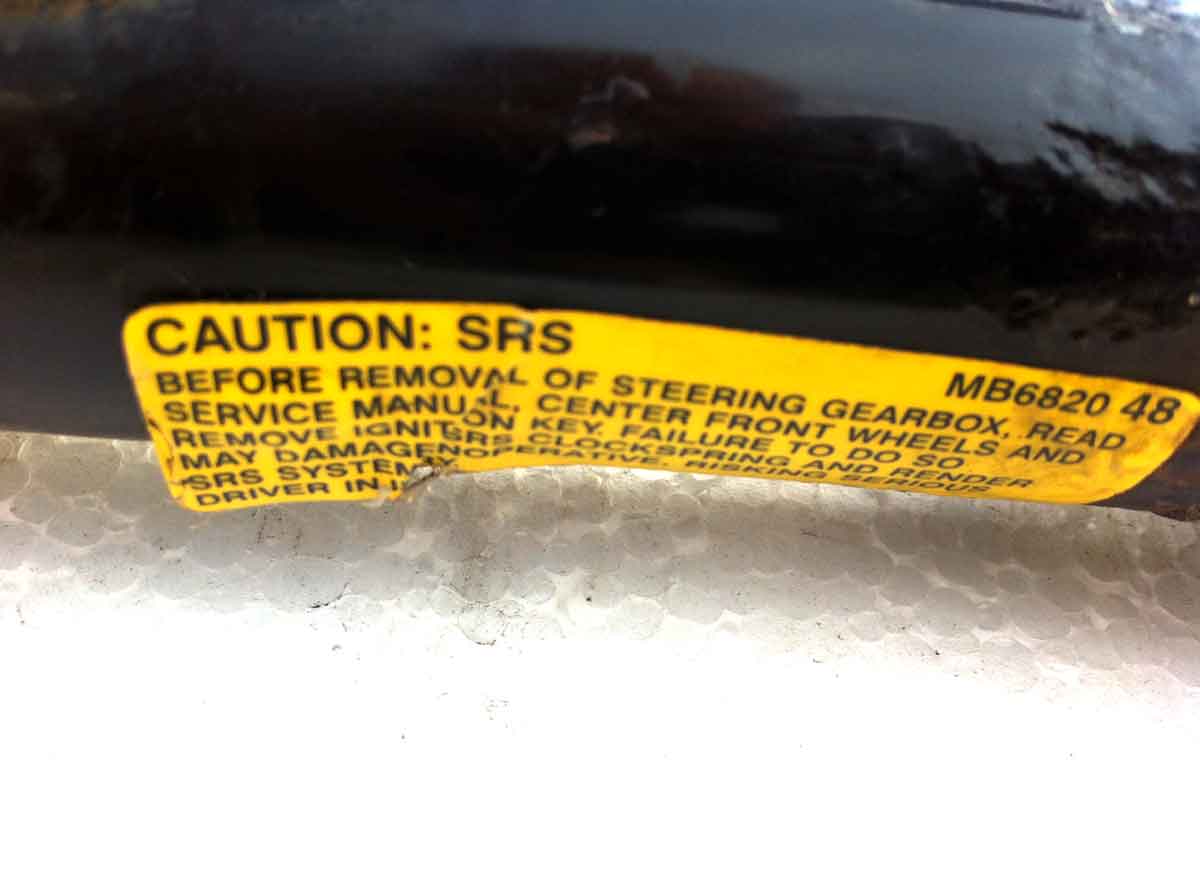 CAUTION: SRS
MB6820 48
BEFORE REMOVAL OF STEERING GEARBOX, READ
SERVICE MANUAL, CENTER FRONT WHEELS AND
REMOVE IGNITION KEY. FAILURE TO DO SO
MAY DAMAGE SRS CLOCKSPRING AND RENDER
SRS SYSTEM INOPERATIVE, RISKING SERIOUS
DRIVER IN